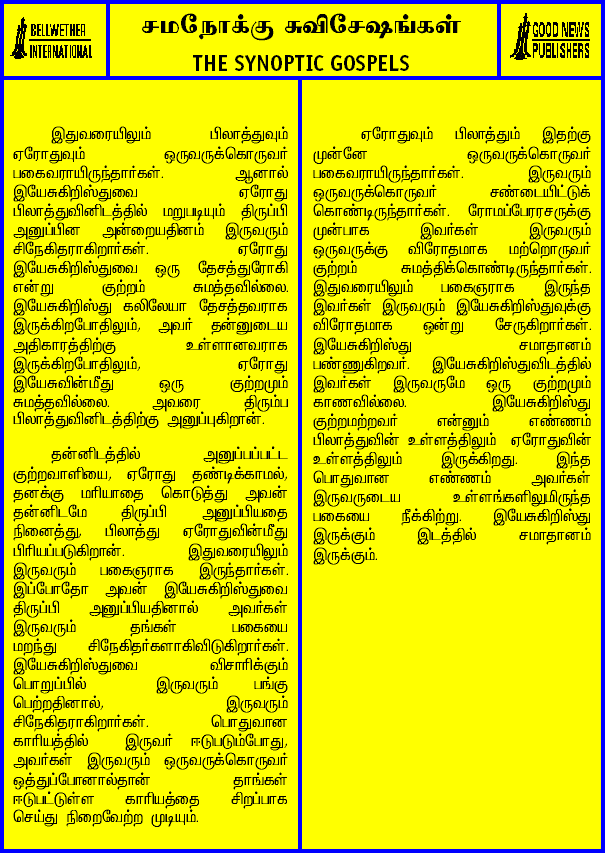 BELLWETHER
INTERNATIONAL
சமநோக்கு சுவிசேஷங்கள்
THE SYNOPTIC GOSPELS
GOOD NEWS
PUBLISHERS
இதுவரையிலும் பிலாத்துவும்
ஏரோதுவும் ஒருவருக்கொருவர்
பகைவராயிருந்தார்கள். ஆனால்
இயேசுகிறிஸ்துவை ஏரோது
பிலாத்துவினிடத்தில் மறுபடியும் திருப்பி
அனுப்பின அன்றையதினம் இருவரும்
சிநேகிதராகிறார்கள். ஏரோது
இயேசுகிறிஸ்துவை ஒரு தேசத்துரோகி
என்று குற்றம் சுமத்தவில்லை.
இயேசுகிறிஸ்து கலிலேயா தேசத்தவராக
இருக்கிறபோதிலும், அவர் தன்னுடைய
அதிகாரத்திற்கு உள்ளானவராக
இருக்கிறபோதிலும், ஏரோது
இயேசுவின்மீது ஒரு குற்றமும்
சுமத்தவில்லை. அவரை திரும்ப
பிலாத்துவினிடத்திற்கு அனுப்புகிறான்.
தன்னிடத்தில் அனுப்பப்பட்ட
குற்றவாளியை, ஏரோது தண்டிக்காமல்,
தனக்கு மரியாதை கொடுத்து அவன்
தன்னிடமே திருப்பி அனுப்பியதை
நினைத்து, பிலாத்து ஏரோதுவின்மீது
பிரியப்படுகிறான். இதுவரையிலும்
இருவரும் பகைஞராக இருந்தார்கள்.
இப்போதோ அவன் இயேசுகிறிஸ்துவை
திருப்பி அனுப்பியதினால் அவர்கள்
இருவரும் தங்கள் பகையை
மறந்து சிநேகிதர்களாகிவிடுகிறார்கள்.
இயேசுகிறிஸ்துவை விசாரிக்கும்
பொறுப்பில் இருவரும் பங்கு
பெற்றதினால், இருவரும்
சிநேகிதராகிறார்கள். பொதுவான
காரியத்தில் இருவர் ஈடுபடும்போது,
அவர்கள் இருவரும் ஒருவருக்கொருவர்
ஒத்துப்போனால்தான் தாங்கள்
ஈடுபட்டுள்ள காரியத்தை சிறப்பாக
செய்து நிறைவேற்ற முடியும்.
ஏரோதுவும் பிலாத்தும் இதற்கு
முன்னே ஒருவருக்கொருவர்
பகைவராயிருந்தார்கள். இருவரும்
ஒருவருக்கொருவர் சண்டையிட்டுக்
கொண்டிருந்தார்கள். ரோமப்பேரரசருக்கு
முன்பாக இவர்கள் இருவரும்
ஒருவருக்கு விரோதமாக மற்றொருவர்
குற்றம் சுமத்திக்கொண்டிருந்தார்கள்.
இதுவரையிலும் பகைஞராக இருந்த
இவர்கள் இருவரும் இயேசுகிறிஸ்துவுக்கு
விரோதமாக ஒன்று சேருகிறார்கள்.
இயேசுகிறிஸ்து சமாதானம்
பண்ணுகிறவர். இயேசுகிறிஸ்துவிடத்தில்
இவர்கள் இருவருமே ஒரு குற்றமும்
காணவில்லை. இயேசுகிறிஸ்து
குற்றமற்றவர் என்னும் எண்ணம்
பிலாத்துவின் உள்ளத்திலும் ஏரோதுவின்
உள்ளத்திலும் இருக்கிறது. இந்த
பொதுவான எண்ணம் அவர்கள்
இருவருடைய உள்ளங்களிலுமிருந்த
பகையை நீக்கிற்று. இயேசுகிறிஸ்து
இருக்கும் இடத்தில் சமாதானம்
இருக்கும்.